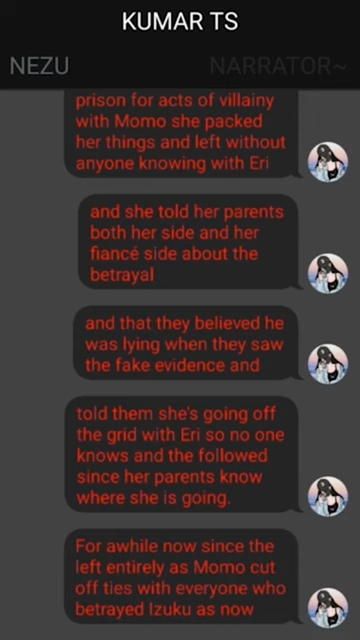 KUMAR TS
NEZU
NARRATOR~
prison for acts of villainy
with Momo she packed
her things and left without
anyone knowing with Eri
and she told her parents
both her side and her
fiancé side about the
betrayal
and that they believed he
was lying when they saw
the fake evidence and
told them she's going off
the grid with Eri so no one
knows and the followed
since her parents know
where she is going.
For awhile now since the
left entirely as Momo cut
off ties with everyone who
betrayed Izuku as now